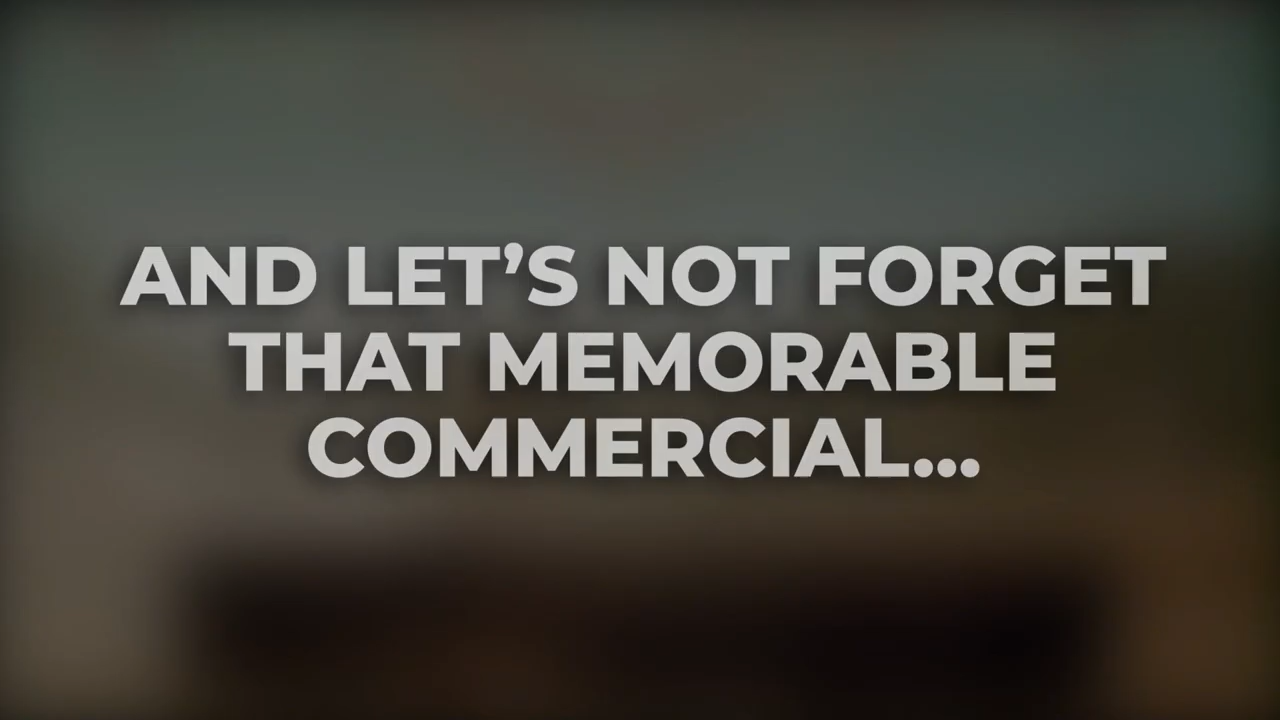 AND LET’S NOT FORGET
THAT MEMORABLE
COMMERCIAL...